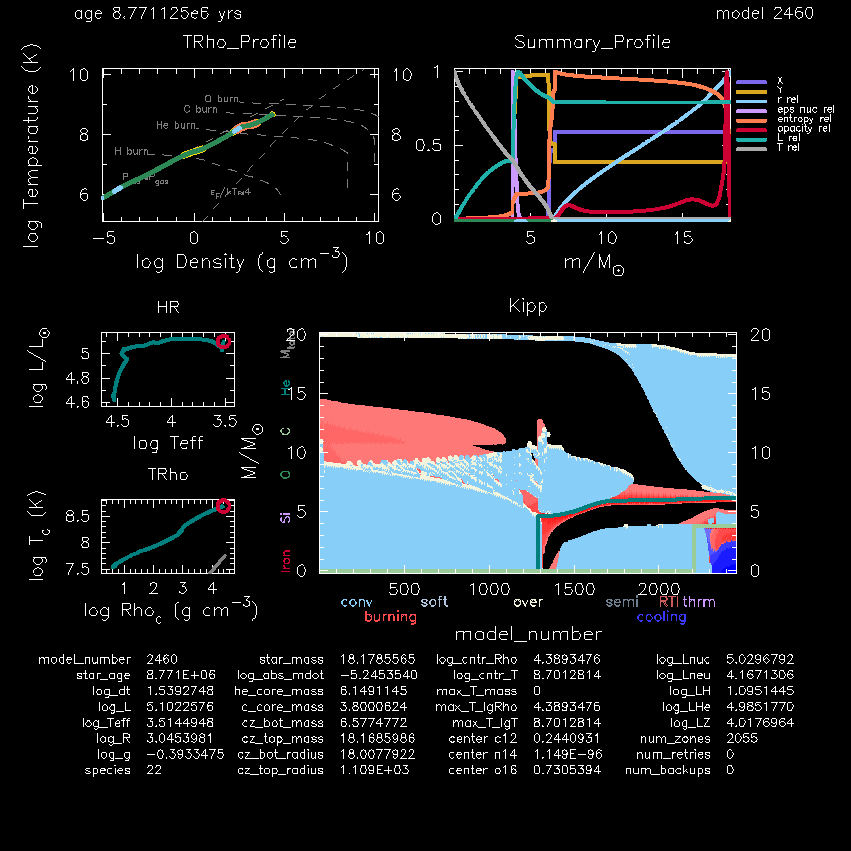 age 8.771125e6 yrs
model 2460
TRho_Profile
Summary_Profile
log Temperature (K)
10
8
6
O burn
C burn
He burn
H burn
10
8
6
−5
0
5
10
log Density (g cm⁻³)
1
0.5
0
5
10
15
m/M☉
X
Y
r rel
eps nuc rel
entropy rel
opacity rel
L rel
T rel
HR
log L/L☉
5
4.8
4.6
4.5
4
3.5
log Teff
TRho
log T_c (K)
8.5
8
7.5
1
2
3
4
log Rho_c (g cm⁻³)
Kipp
M/M☉
Iron
Si
O
C
He
20
15
10
5
0
20
15
10
5
0
500
1000
1500
2000
conv
soft
over
semi
RTI
thrm
burning
cooling
model_number
model_number 2460 star_mass 18.1785565 log_cntr_Rho 4.3893476 log_Lnuc 5.0296792
star_age 8.771E+06 log_abs_mdot −5.2453540 log_cntr_T 8.7012814 log_Lneu 4.1671306
log_dt 1.5392748 he_core_mass 6.1491145 max_T_mass 0 log_LH 1.0951445
log_L 5.1022576 c_core_mass 3.8000624 max_T_lgRho 4.3893476 log_LHe 4.9851770
log_Teff 3.5144948 cz_bot_mass 6.5774772 max_T_lgT 8.7012814 log_LZ 4.0176964
log_R 3.0453981 cz_top_mass 18.1685986 center c12 0.2440931 num_zones 2055
log_g −0.3933475 cz_bot_radius 18.0077922 center n14 1.149E−96 num_retries 0
species 22 cz_top_radius 1.109E+03 center o16 0.7305394 num_backups 0